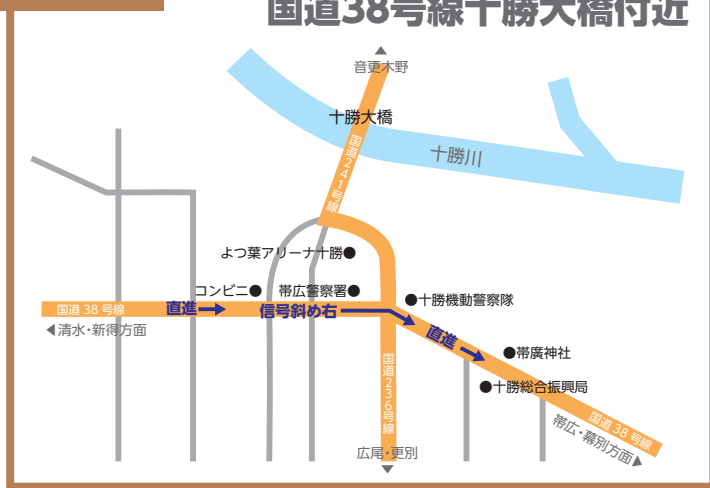 国道38号線十勝大橋付近
▲
音更木野
十勝大橋
国道241号線
十勝川
よつ葉アリーナ十勝●
コンビニ●
帯広警察署●
●十勝機動警察隊
国道38号線
直進
信号斜め右
◀清水・新得方面
直進
●帯廣神社
●十勝総合振興局
国道236号線
国道38号線
帯広・幕別方面▶
広尾・更別
▼